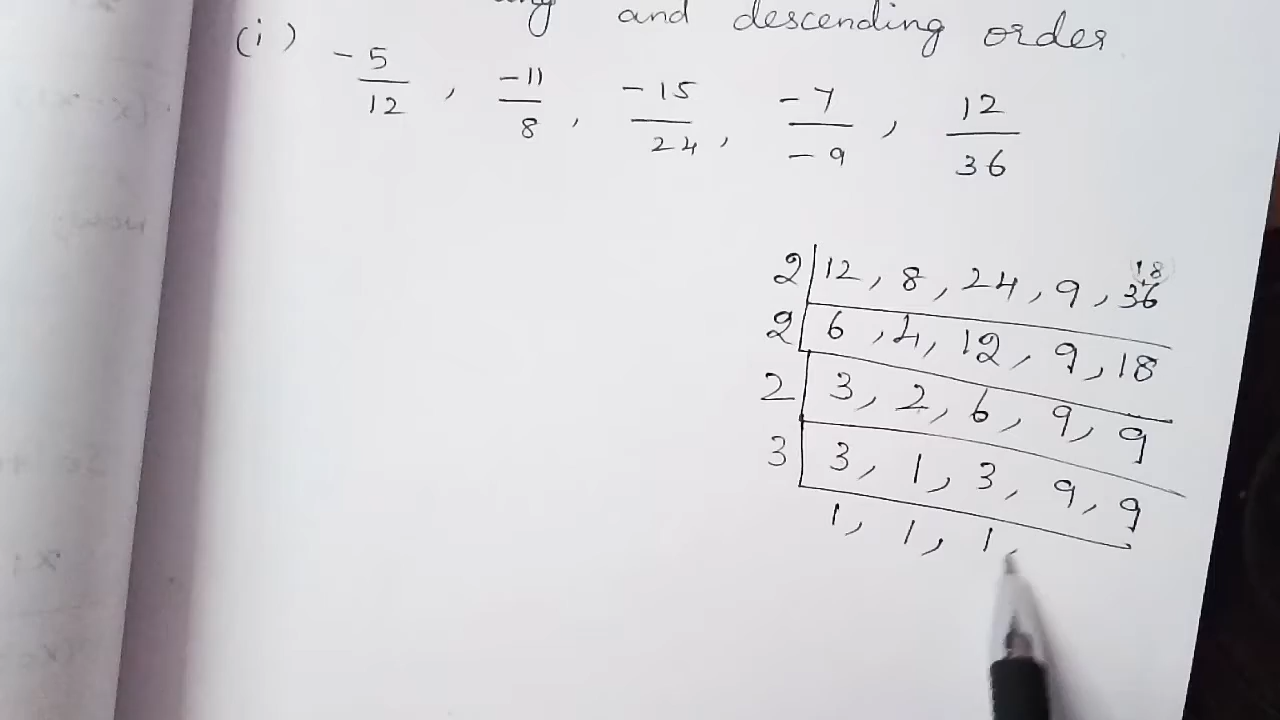 and descending order
(i) -5/12 , -11/8 , -15/24 , -7/-9 , 12/36
18
2 | 12 , 8 , 24 , 9 , 36
2 | 6 , 4 , 12 , 9 , 18
2 | 3 , 2 , 6 , 9 , 9
3 | 3 , 1 , 3 , 9 , 9
1 , 1 , 1 ,